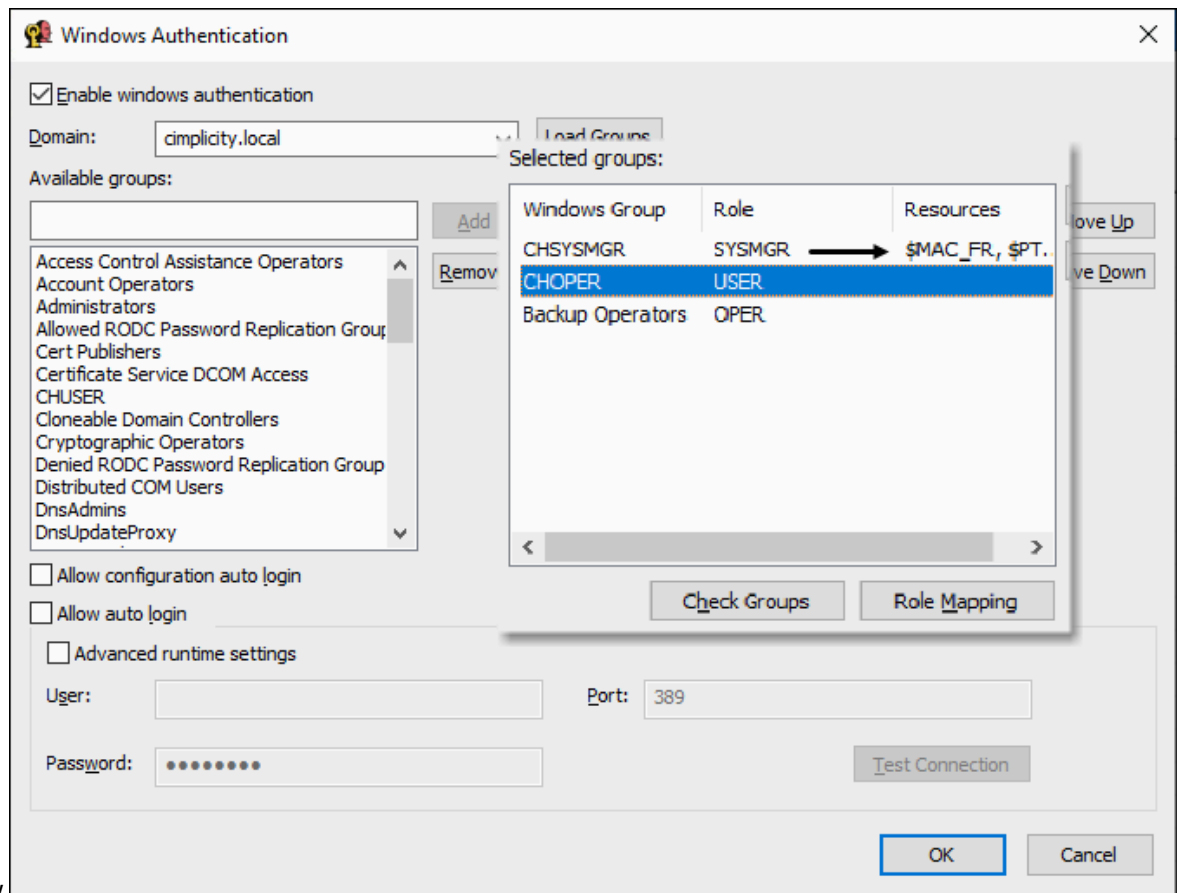 Windows Authentication
Enable windows authentication
Domain: cimplicity.local Load Groups
Available groups:
Add
Remov
Access Control Assistance Operators
Account Operators
Administrators
Allowed RODC Password Replication Group
Cert Publishers
Certificate Service DCOM Access
CHUSER
Cloneable Domain Controllers
Cryptographic Operators
Denied RODC Password Replication Group
Distributed COM Users
DnsAdmins
DnsUpdateProxy
Selected groups:
Windows Group Role Resources
CHSYSMGR SYSMGR $MAC_FR, $PT.
CHOPER USER
Backup Operators OPER
ove Up
ve Down
Check Groups Role Mapping
Allow configuration auto login
Allow auto login
Advanced runtime settings
User: Port: 389
Password: ●●●●●●●● Test Connection
OK Cancel